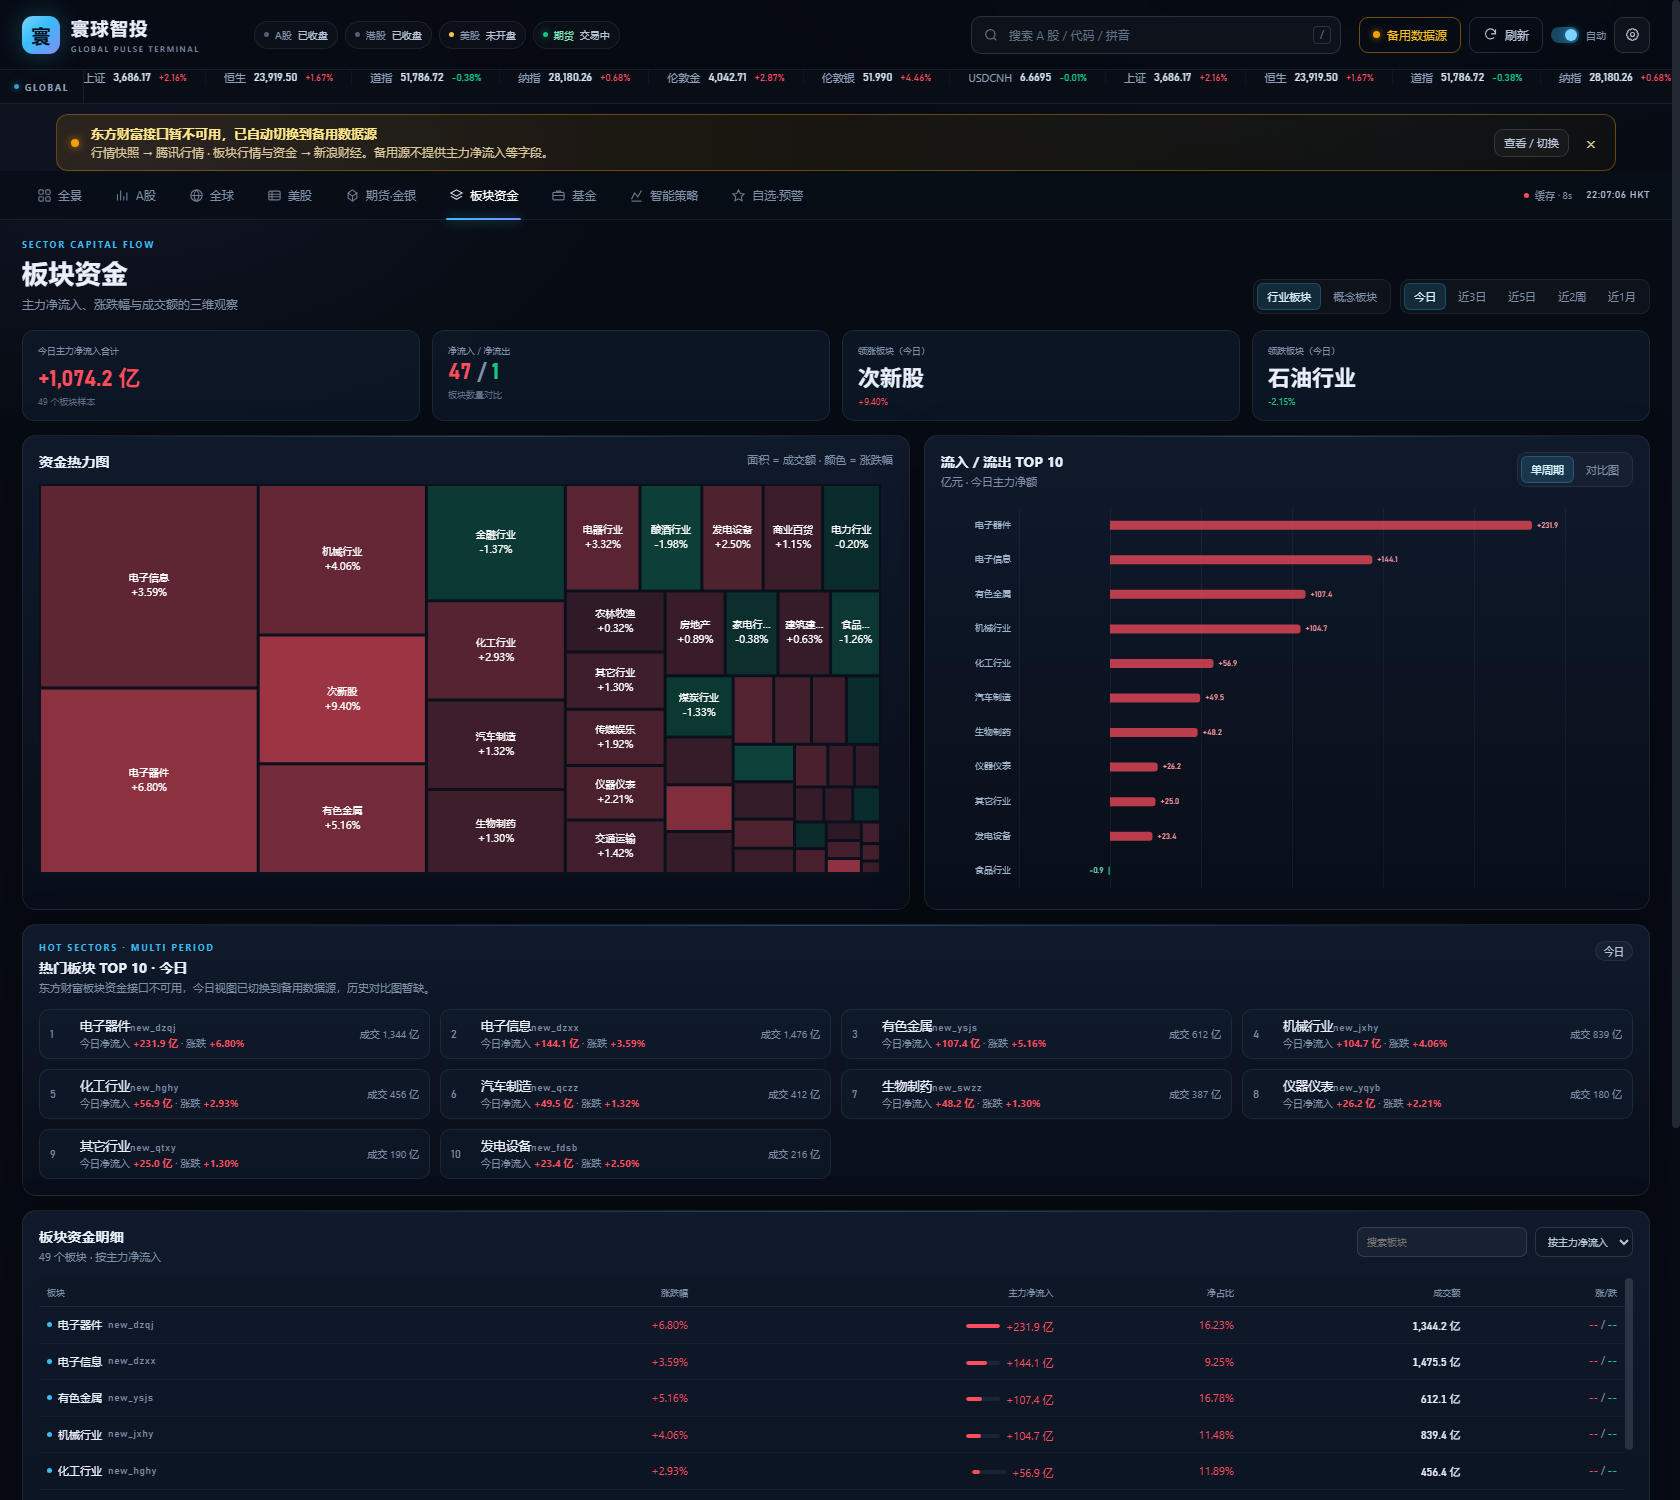 寰
寰球智投
GLOBAL PULSE TERMINAL
A股 已收盘
港股 已收盘
美股 未开盘
期货 交易中
搜索 A 股 / 代码 / 拼音
/
备用数据源
刷新
自动
GLOBAL
上证 3,686.17 +2.16%
恒生 23,919.50 +1.67%
道指 51,786.72 -0.38%
纳指 28,180.26 +0.68%
伦敦金 4,042.71 +2.87%
伦敦银 51.990 +4.46%
USDCNH 6.6695 -0.01%
上证 3,686.17 +2.16%
恒生 23,919.50 +1.67%
道指 51,786.72 -0.38%
纳指 28,180.26 +0.68%
东方财富接口暂不可用，已自动切换到备用数据源
行情快照 → 腾讯行情 · 板块行情与资金 → 新浪财经。备用源不提供主力净流入等字段。
查看 / 切换
×
全景
A股
全球
美股
期货·金银
板块资金
基金
智能策略
自选·预警
缓存 · 8s
22:07:06 HKT
SECTOR CAPITAL FLOW
板块资金
主力净流入、涨跌幅与成交额的三维观察
行业板块
概念板块
今日
近3日
近5日
近2周
近1月
今日主力净流入合计
+1,074.2 亿
49 个板块样本
净流入 / 净流出
47 / 1
板块数量对比
领涨板块（今日）
次新股
+9.40%
领跌板块（今日）
石油行业
-2.15%
资金热力图
面积 = 成交额 · 颜色 = 涨跌幅
电子信息
+3.59%
电子器件
+6.80%
机械行业
+4.06%
次新股
+9.40%
有色金属
+5.16%
金融行业
-1.37%
化工行业
+2.93%
汽车制造
+1.32%
生物制药
+1.30%
电器行业
+3.32%
酿酒行业
-1.98%
发电设备
+2.50%
商业百货
+1.15%
电力行业
-0.20%
农林牧渔
+0.32%
其它行业
+1.30%
传媒娱乐
+1.92%
仪器仪表
+2.21%
交通运输
+1.42%
房地产
+0.89%
家电行...
-0.38%
建筑建...
+0.63%
食品...
-1.26%
煤炭行业
-1.33%
流入 / 流出 TOP 10
亿元 · 今日主力净额
单周期
对比图
电子器件 +231.9
电子信息 +144.1
有色金属 +107.4
机械行业 +104.7
化工行业 +56.9
汽车制造 +49.5
生物制药 +48.2
仪器仪表 +26.2
其它行业 +25.0
发电设备 +23.4
食品行业 -0.9
HOT SECTORS · MULTI PERIOD
热门板块 TOP 10 · 今日
东方财富板块资金接口不可用，今日视图已切换到备用数据源，历史对比图暂缺。
今日
1 电子器件new_dzqj 成交 1,344 亿
今日净流入 +231.9 亿 · 涨跌 +6.80%
2 电子信息new_dzxx 成交 1,476 亿
今日净流入 +144.1 亿 · 涨跌 +3.59%
3 有色金属new_ysjs 成交 612 亿
今日净流入 +107.4 亿 · 涨跌 +5.16%
4 机械行业new_jxhy 成交 839 亿
今日净流入 +104.7 亿 · 涨跌 +4.06%
5 化工行业new_hghy 成交 456 亿
今日净流入 +56.9 亿 · 涨跌 +2.93%
6 汽车制造new_qczz 成交 412 亿
今日净流入 +49.5 亿 · 涨跌 +1.32%
7 生物制药new_swzz 成交 387 亿
今日净流入 +48.2 亿 · 涨跌 +1.30%
8 仪器仪表new_yqyb 成交 180 亿
今日净流入 +26.2 亿 · 涨跌 +2.21%
9 其它行业new_qtxy 成交 190 亿
今日净流入 +25.0 亿 · 涨跌 +1.30%
10 发电设备new_fdsb 成交 216 亿
今日净流入 +23.4 亿 · 涨跌 +2.50%
板块资金明细
49 个板块 · 按主力净流入
搜索板块
按主力净流入
板块 涨跌幅 主力净流入 净占比 成交额 涨/跌
电子器件 new_dzqj +6.80% +231.9 亿 16.23% 1,344.2 亿 -- / --
电子信息 new_dzxx +3.59% +144.1 亿 9.25% 1,475.5 亿 -- / --
有色金属 new_ysjs +5.16% +107.4 亿 16.78% 612.1 亿 -- / --
机械行业 new_jxhy +4.06% +104.7 亿 11.48% 839.4 亿 -- / --
化工行业 new_hghy +2.93% +56.9 亿 11.89% 456.4 亿 -- / --